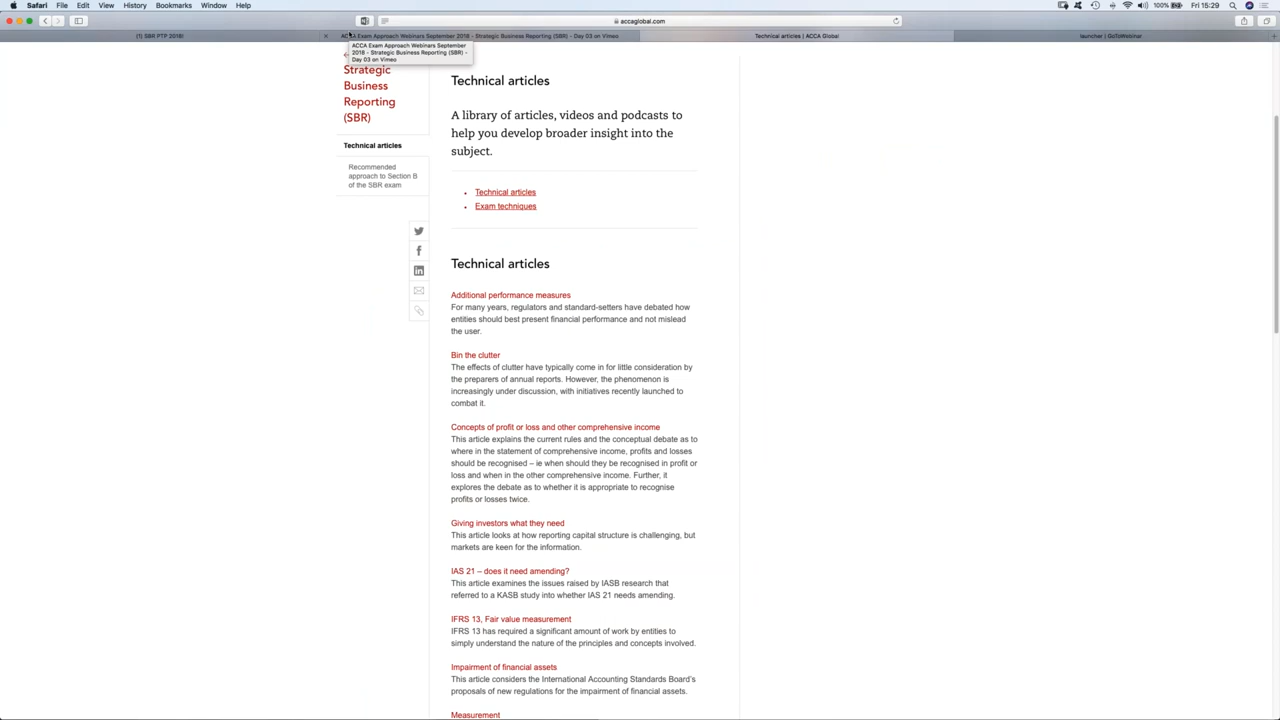 Safari File Edit View History Bookmarks Window Help 100% Fri 15:29
accaglobal.com
(1) SBR PTP 2018! ACCA Exam Approach Webinars September 2018 - Strategic Business Reporting (SBR) - Day 03 on Vimeo Technical articles | ACCA Global launcher | GoToWebinar
ACCA Exam Approach Webinars September
2018 - Strategic Business Reporting (SBR) -
Day 03 on Vimeo
Strategic
Business
Reporting
(SBR)
Technical articles
Recommended
approach to Section B
of the SBR exam
Technical articles
A library of articles, videos and podcasts to
help you develop broader insight into the
subject.
Technical articles
Exam techniques
Technical articles
Additional performance measures
For many years, regulators and standard-setters have debated how
entities should best present financial performance and not mislead
the user.
Bin the clutter
The effects of clutter have typically come in for little consideration by
the preparers of annual reports. However, the phenomenon is
increasingly under discussion, with initiatives recently launched to
combat it.
Concepts of profit or loss and other comprehensive income
This article explains the current rules and the conceptual debate as to
where in the statement of comprehensive income, profits and losses
should be recognised – ie when should they be recognised in profit or
loss and when in the other comprehensive income. Further, it
explores the debate as to whether it is appropriate to recognise
profits or losses twice.
Giving investors what they need
This article looks at how reporting capital structure is challenging, but
markets are keen for the information.
IAS 21 – does it need amending?
This article examines the issues raised by IASB research that
referred to a KASB study into whether IAS 21 needs amending.
IFRS 13, Fair value measurement
IFRS 13 has required a significant amount of work by entities to
simply understand the nature of the principles and concepts involved.
Impairment of financial assets
This article considers the International Accounting Standards Board's
proposals of new regulations for the impairment of financial assets.
Measurement